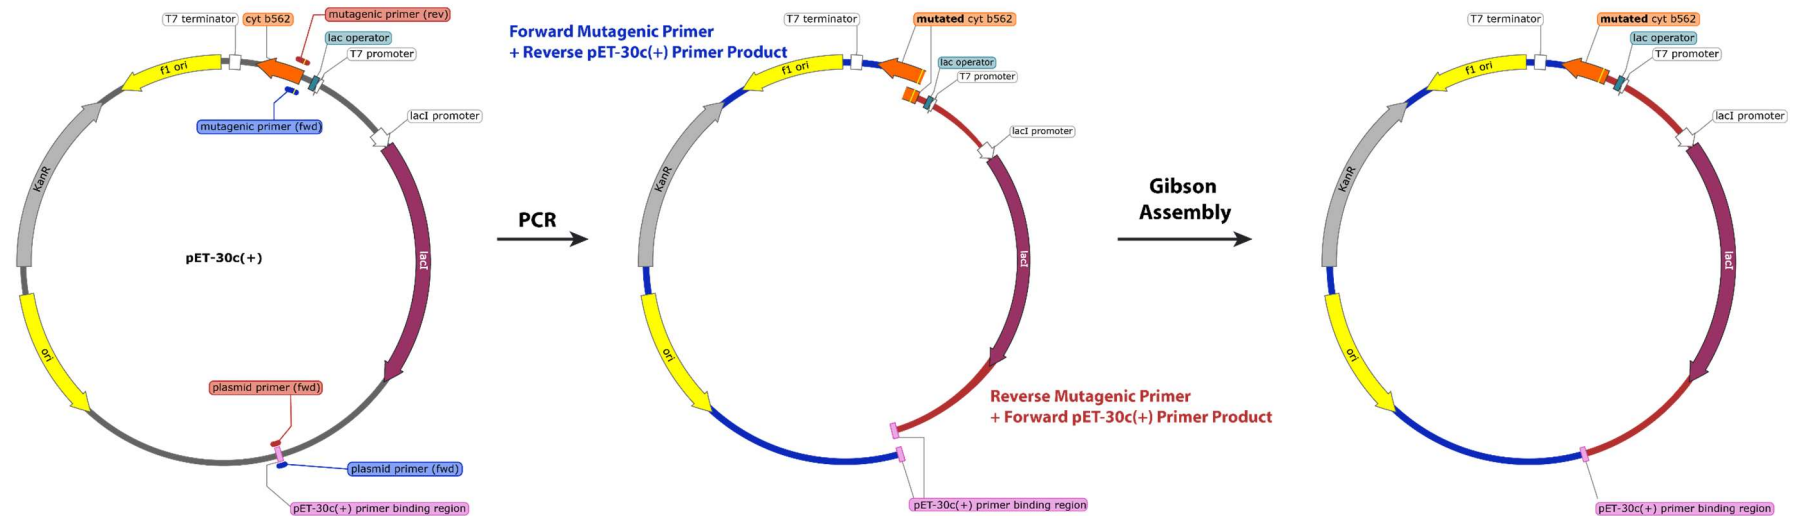 T7 terminator
cyt b562
mutagenic primer (rev)
lac operator
T7 promoter
f1 ori
mutagenic primer (fwd)
lacI promoter
KanR
pET-30c(+)
lacI
ori
plasmid primer (fwd)
plasmid primer (fwd)
pET-30c(+) primer binding region
PCR
Forward Mutagenic Primer
+ Reverse pET-30c(+) Primer Product
T7 terminator
mutated cyt b562
lac operator
T7 promoter
f1 ori
lacI promoter
KanR
lacI
ori
Reverse Mutagenic Primer
+ Forward pET-30c(+) Primer Product
pET-30c(+) primer binding region
Gibson
Assembly
T7 terminator
mutated cyt b562
lac operator
T7 promoter
f1 ori
lacI promoter
KanR
lacI
ori
pET-30c(+) primer binding region